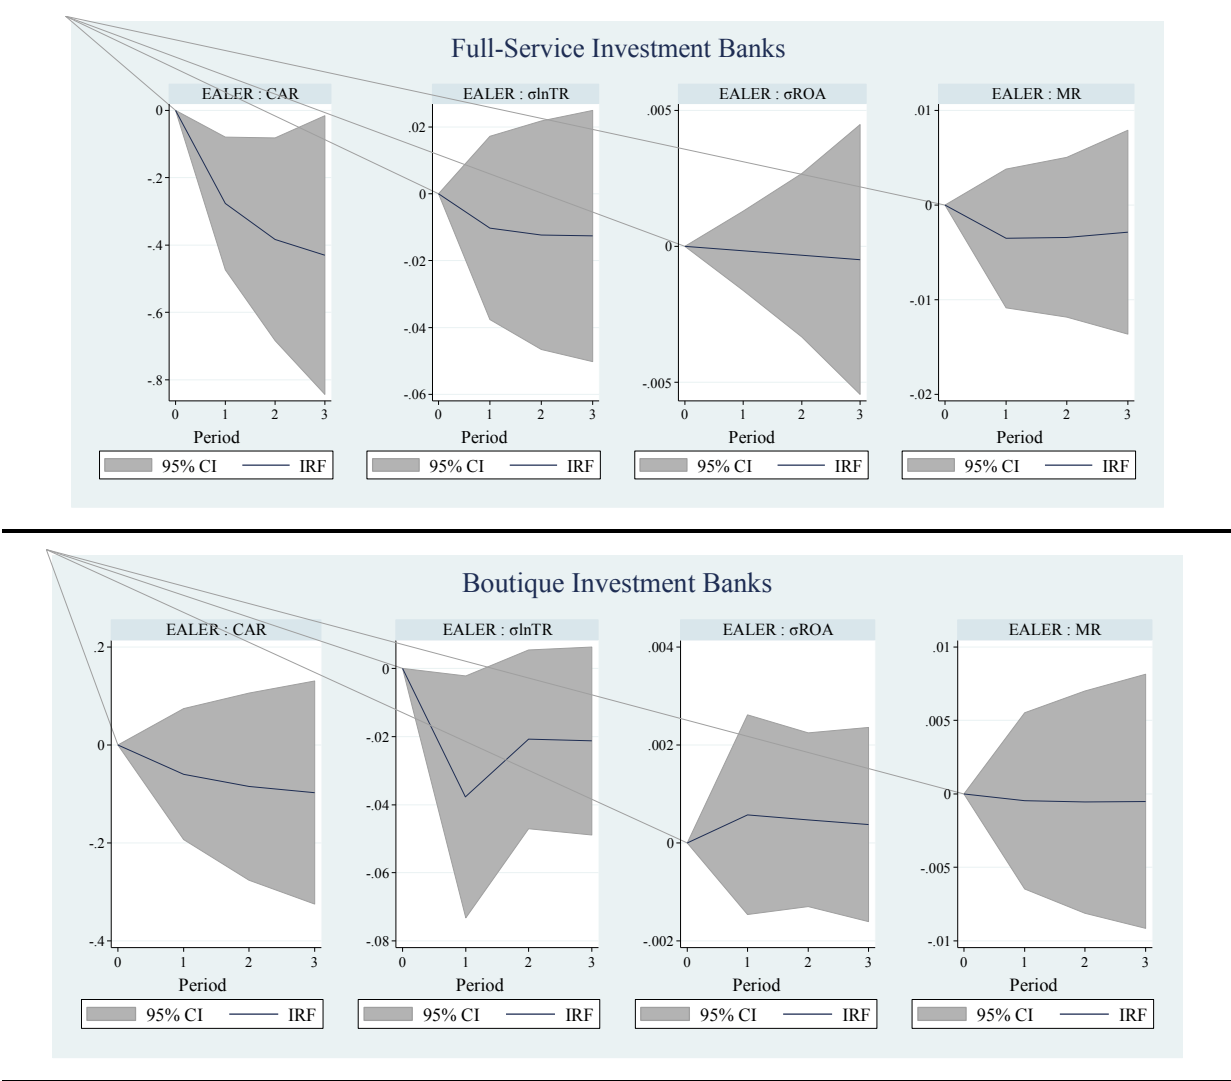 Full-Service Investment Banks
EALER : CAR
EALER : σlnTR
EALER : σROA
EALER : MR
0
-.2
-.4
-.6
-.8
0 1 2 3
Period
95% CI IRF
.02
0
-.02
-.04
-.06
0 1 2 3
Period
95% CI IRF
.005
0
-.005
0 1 2 3
Period
95% CI IRF
.01
0
-.01
-.02
0 1 2 3
Period
95% CI IRF
Boutique Investment Banks
EALER : CAR
EALER : σlnTR
EALER : σROA
EALER : MR
.2
0
-.2
-.4
0 1 2 3
Period
95% CI IRF
0
-.02
-.04
-.06
-.08
0 1 2 3
Period
95% CI IRF
.004
.002
0
-.002
0 1 2 3
Period
95% CI IRF
.01
.005
0
-.005
-.01
0 1 2 3
Period
95% CI IRF